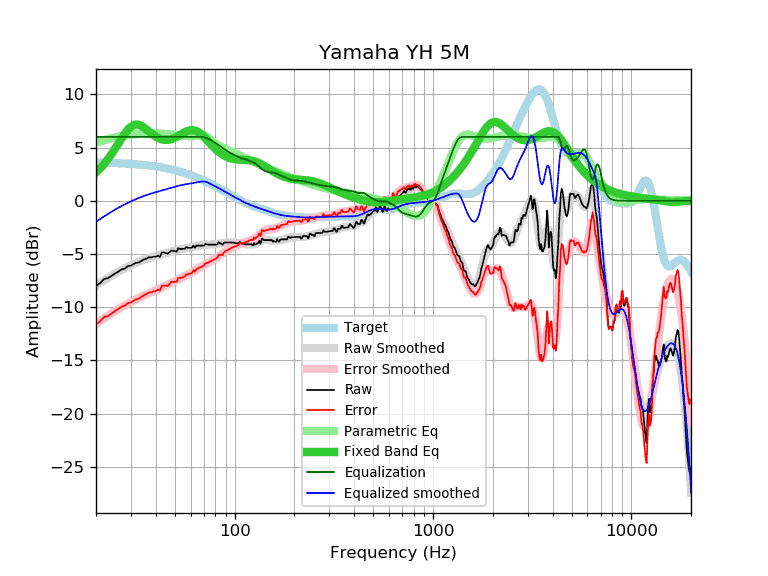 Yamaha YH 5M
10
5
0
−5
−10
−15
−20
−25
Amplitude (dBr)
Target
Raw Smoothed
Error Smoothed
Raw
Error
Parametric Eq
Fixed Band Eq
Equalization
Equalized smoothed
100
1000
10000
Frequency (Hz)